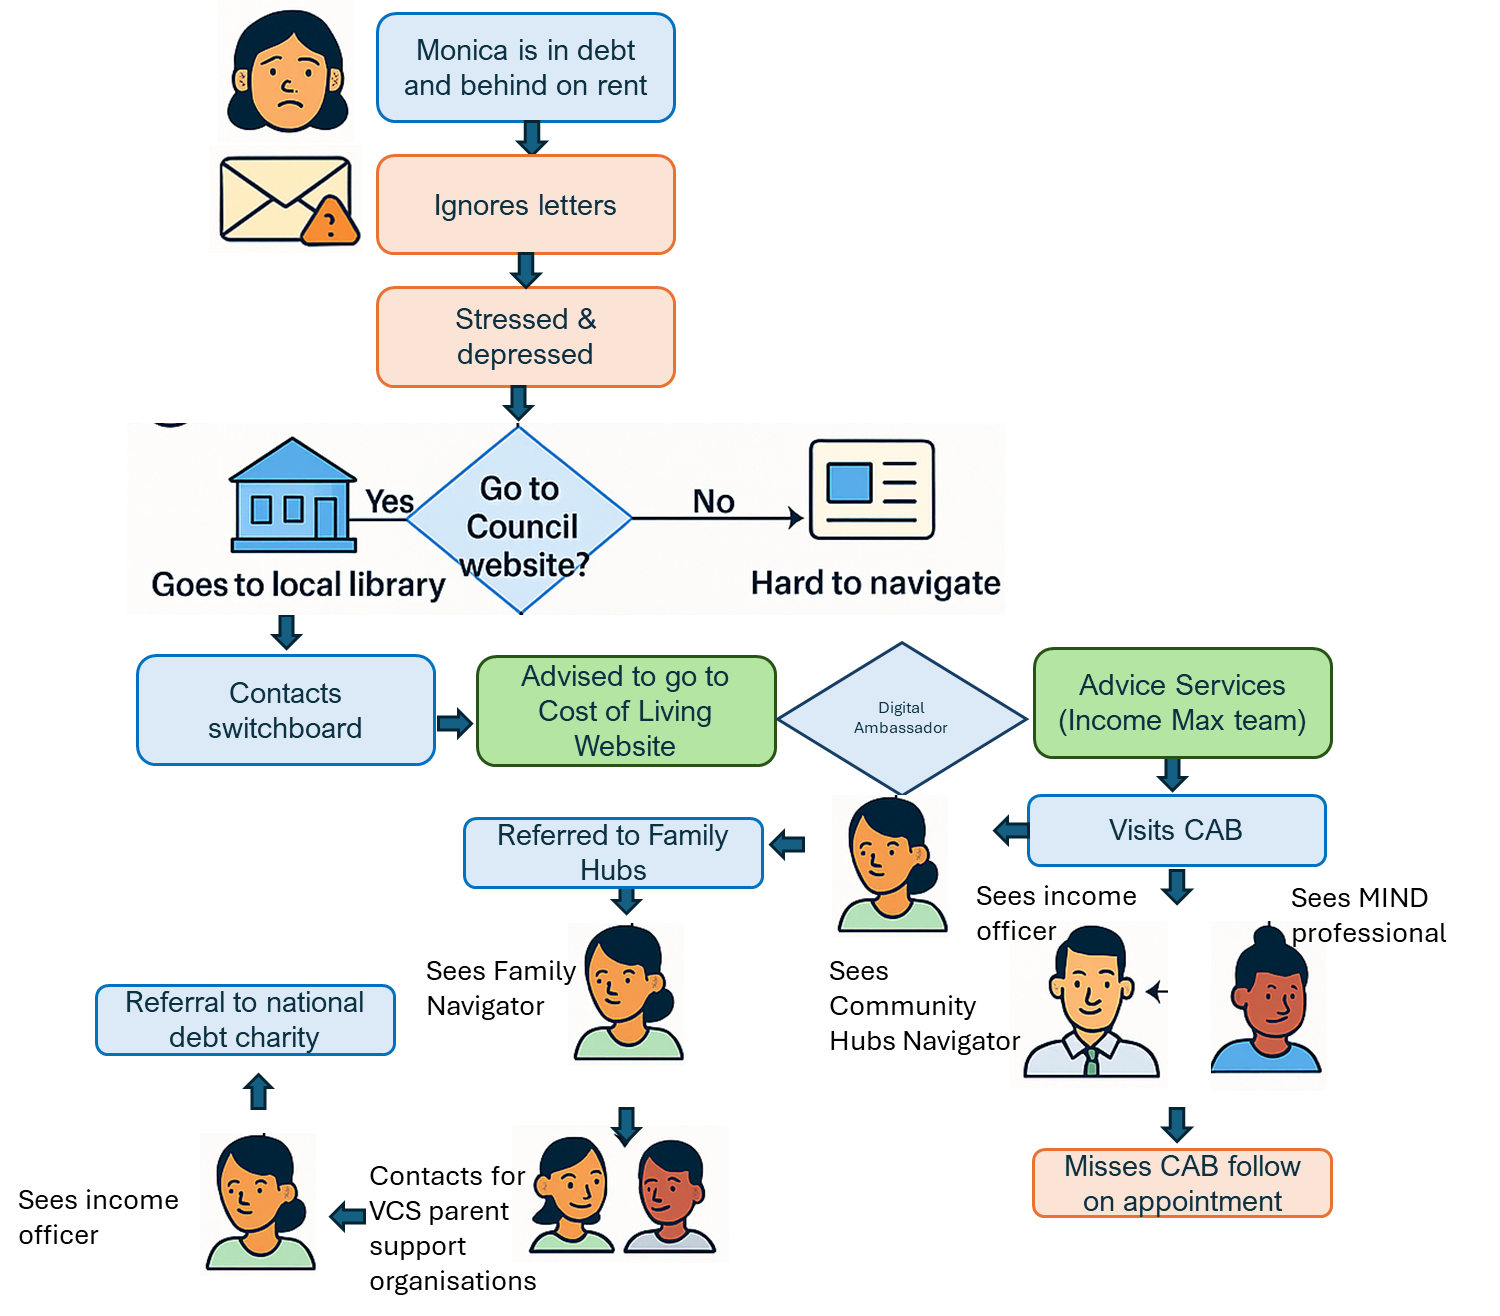 Monica is in debt
and behind on rent
?
Ignores letters
Stressed &
depressed
Yes
Go to
Council
website?
No
Goes to local library
Hard to navigate
Contacts
switchboard
Advised to go to
Cost of Living
Website
Digital
Ambassador
Advice Services
(Income Max team)
Visits CAB
Referred to Family
Hubs
Sees income
officer
Sees MIND
professional
Sees Family
Navigator
Sees
Community
Hubs Navigator
Referral to national
debt charity
Misses CAB follow
on appointment
Contacts for
VCS parent
support
organisations
Sees income
officer